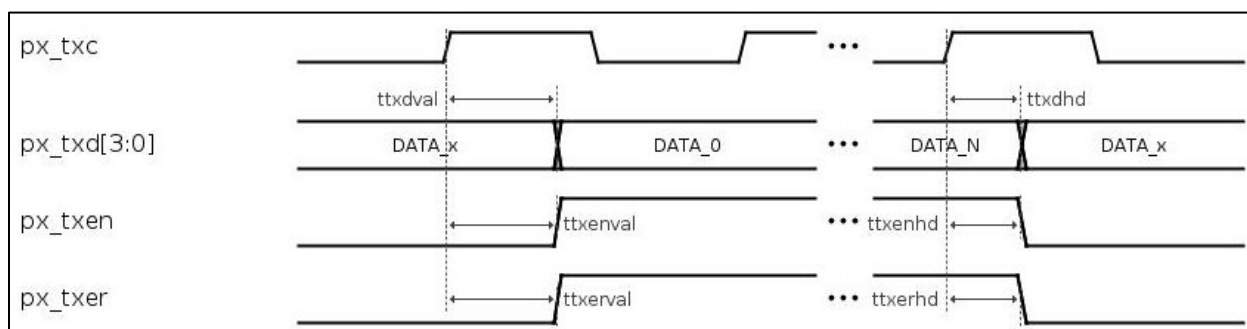 px_txc
•••
ttxdval
ttxdhd
px_txd[3:0]
DATA_x
DATA_0
•••
DATA_N
DATA_x
px_txen
ttxenval
•••
ttxenhd
px_txer
ttxerval
•••
ttxerhd